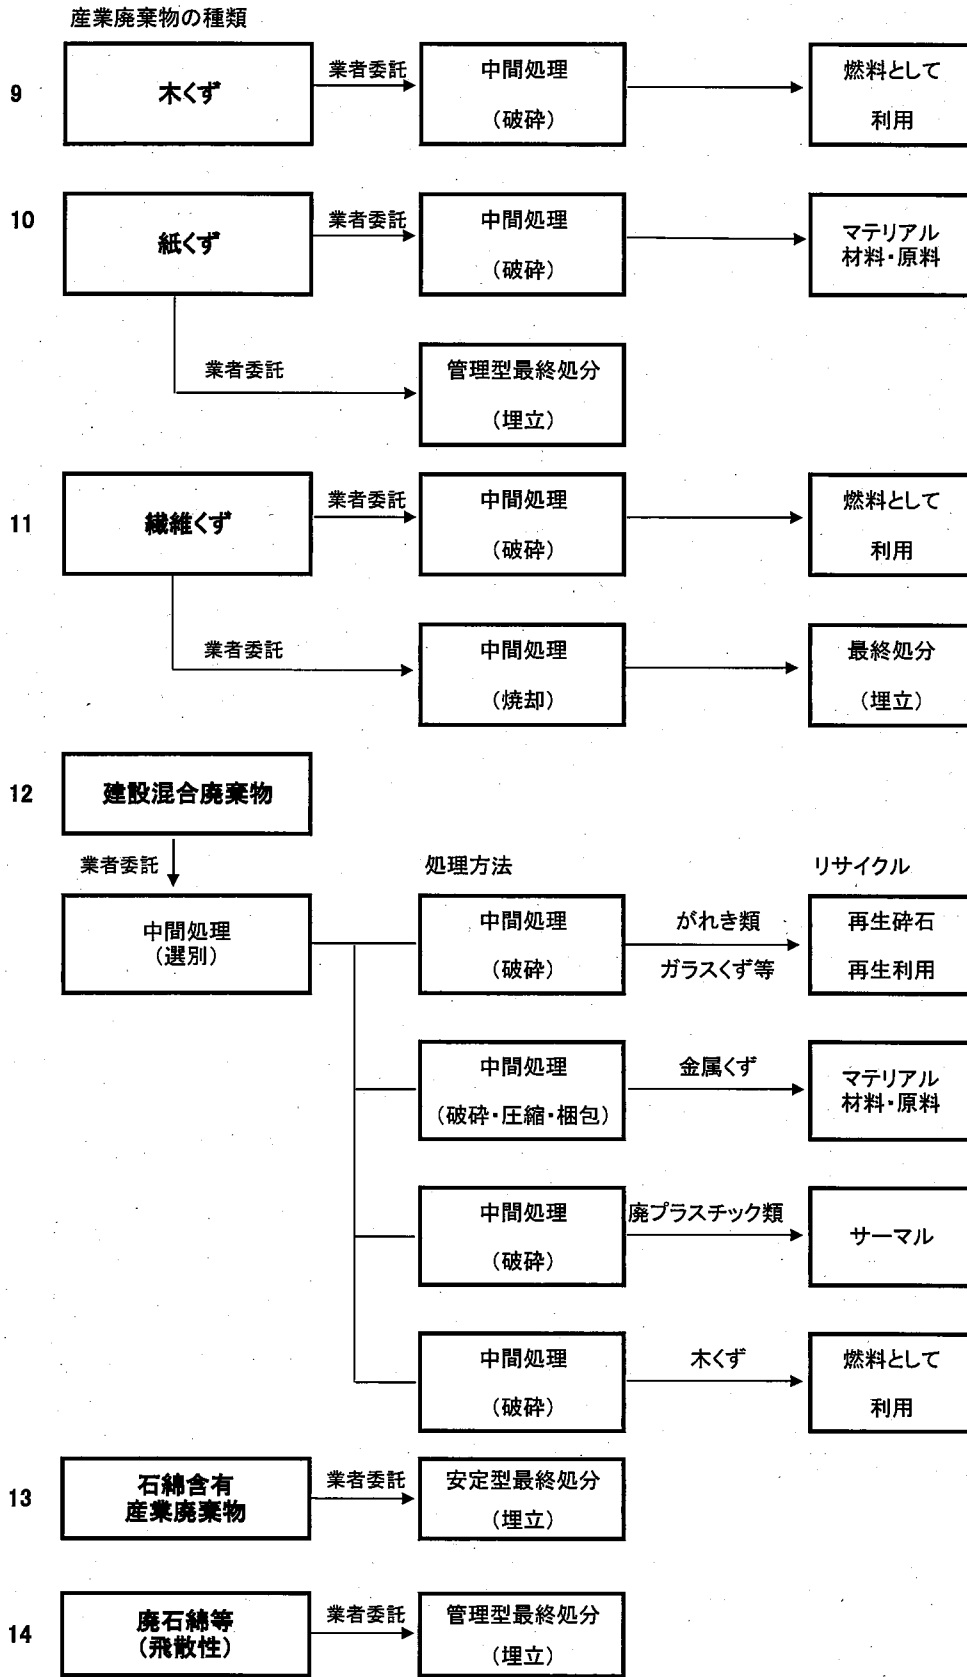 産業廃棄物の種類
9
木くず
業者委託
中間処理
（破砕）
燃料として
利用
10
紙くず
業者委託
中間処理
（破砕）
マテリアル
材料・原料
業者委託
管理型最終処分
（埋立）
11
繊維くず
業者委託
中間処理
（破砕）
燃料として
利用
業者委託
中間処理
（焼却）
最終処分
（埋立）
12
建設混合廃棄物
業者委託
処理方法
リサイクル
中間処理
（選別）
中間処理
（破砕）
がれき類
ガラスくず等
再生砕石
再生利用
中間処理
（破砕・圧縮・梱包）
金属くず
マテリアル
材料・原料
中間処理
（破砕）
廃プラスチック類
サーマル
中間処理
（破砕）
木くず
燃料として
利用
13
石綿含有
産業廃棄物
業者委託
安定型最終処分
（埋立）
14
廃石綿等
（飛散性）
業者委託
管理型最終処分
（埋立）